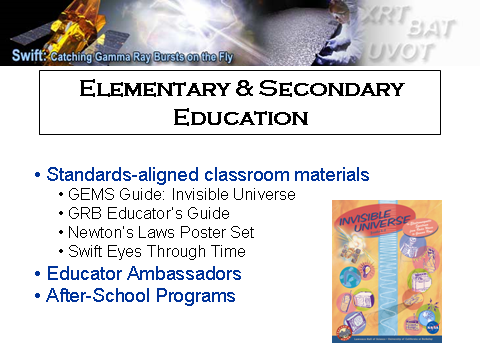 XRT
BAT
UVOT
Swift: Catching Gamma Ray Bursts on the Fly
ELEMENTARY & SECONDARY
EDUCATION
• Standards-aligned classroom materials
• GEMS Guide: Invisible Universe
• GRB Educator's Guide
• Newton's Laws Poster Set
• Swift Eyes Through Time
• Educator Ambassadors
• After-School Programs
INVISIBLE
UNIVERSE
NASA